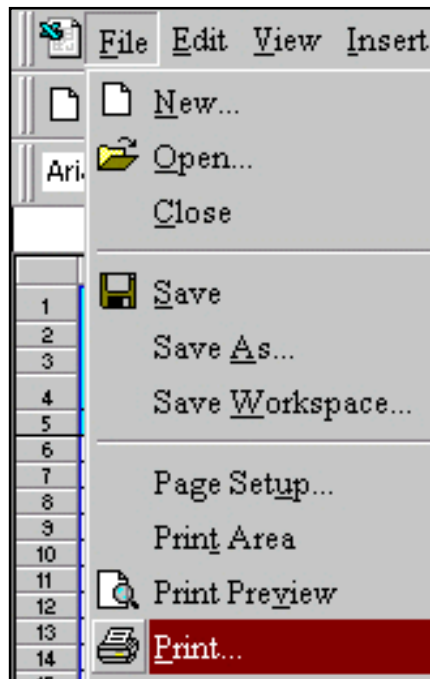 File Edit View Insert
New...
Open...
Ari
Close
Save
1
2
Save As...
3
4
Save Workspace...
5
6
7
Page Setup...
8
9
Print Area
10
11
Print Preview
12
13
Print...
14